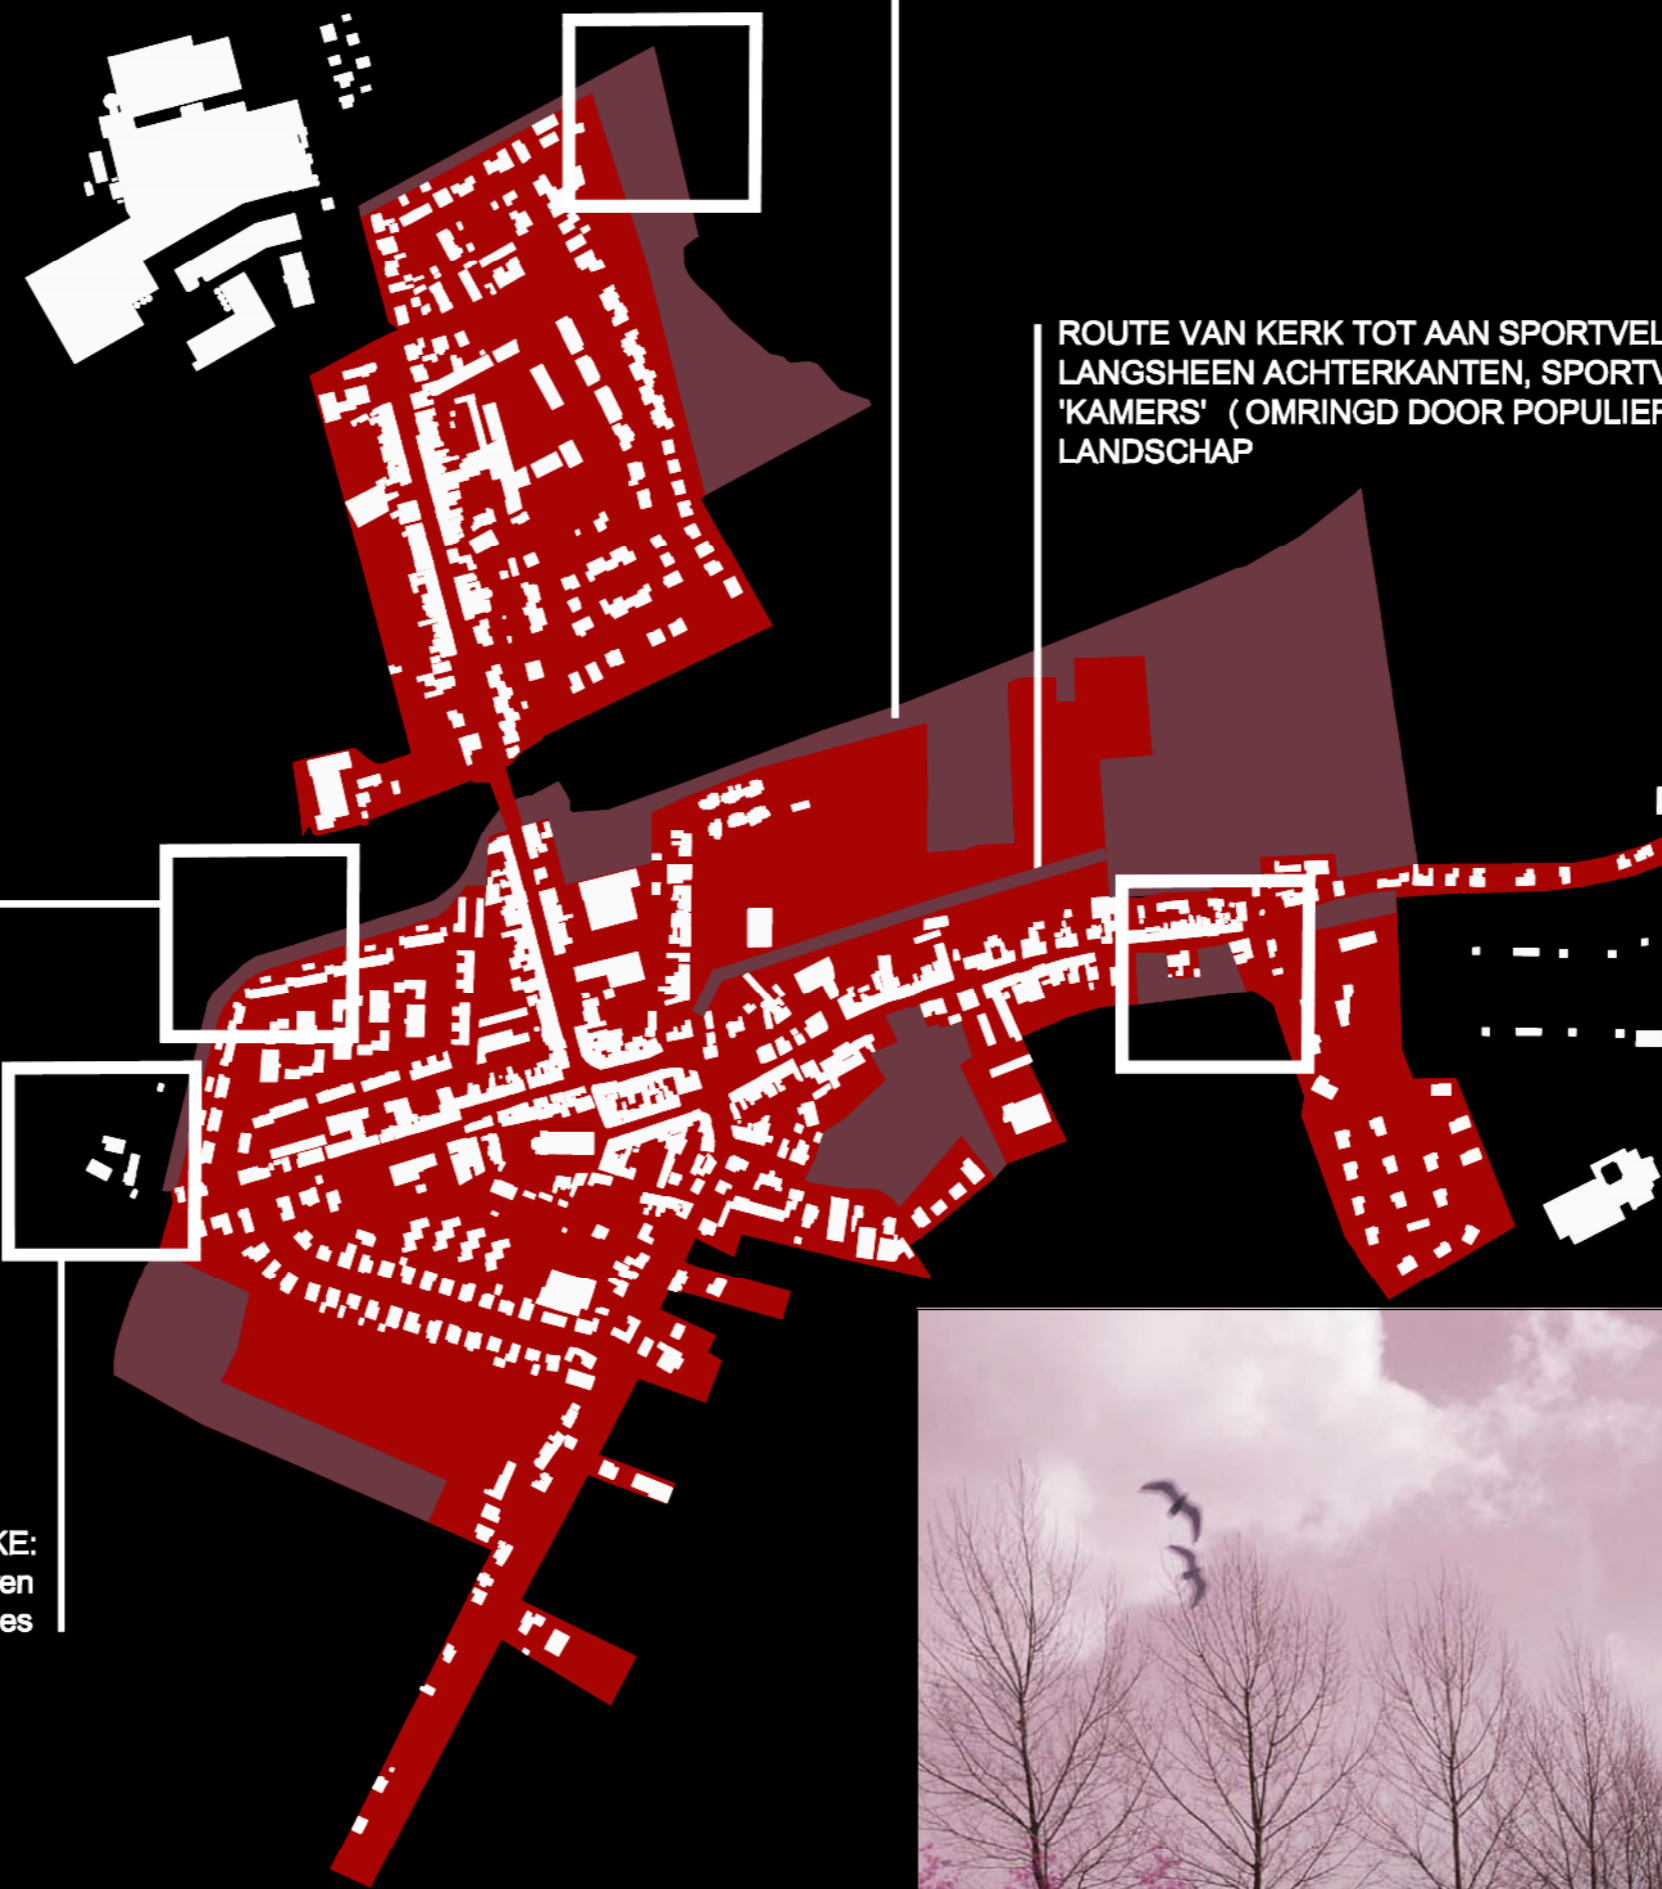 ROUTE VAN KERK TOT AAN SPORTVEL
LANGSHEEN ACHTERKANTEN, SPORTV
'KAMERS' (OMRINGD DOOR POPULIER
LANDSCHAP
KE:
en
es